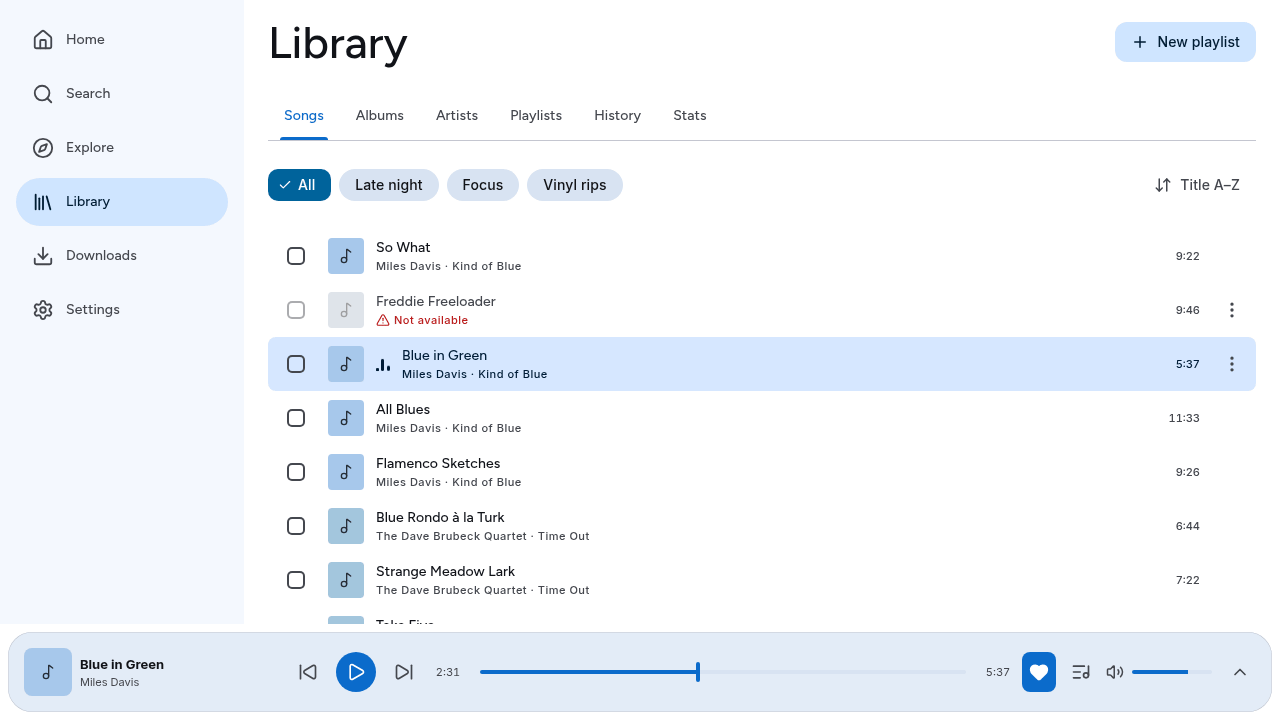 Home
Search
Explore
Library
Downloads
Settings
Library
New playlist
Songs Albums Artists Playlists History Stats
All Late night Focus Vinyl rips Title A–Z
So What
Miles Davis · Kind of Blue
9:22
Freddie Freeloader
Not available
9:46
Blue in Green
Miles Davis · Kind of Blue
5:37
All Blues
Miles Davis · Kind of Blue
11:33
Flamenco Sketches
Miles Davis · Kind of Blue
9:26
Blue Rondo à la Turk
The Dave Brubeck Quartet · Time Out
6:44
Strange Meadow Lark
The Dave Brubeck Quartet · Time Out
7:22
Take Five
Blue in Green
Miles Davis
2:31
5:37